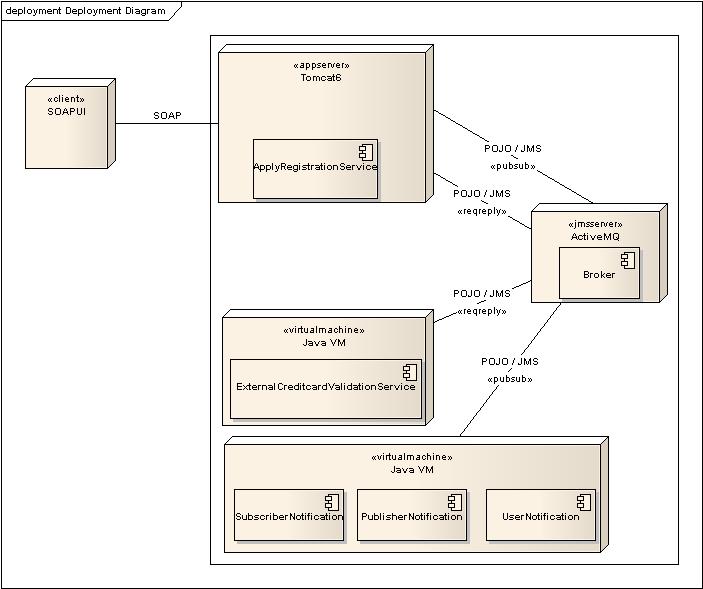 deployment Deployment Diagram
«client»
SOAPUI
SOAP
«appserver»
Tomcat6
ApplyRegistrationService
POJO / JMS
«pubsub»
POJO / JMS
«reqreply»
«jmsserver»
ActiveMQ
Broker
POJO / JMS
«reqreply»
«virtualmachine»
Java VM
ExternalCreditcardValidationService
POJO / JMS
«pubsub»
«virtualmachine»
Java VM
SubscriberNotification
PublisherNotification
UserNotification